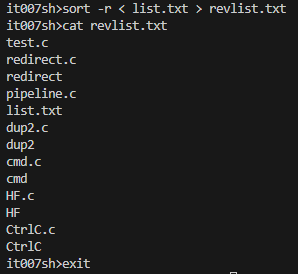 it007sh>sort -r < list.txt > revlist.txt
it007sh>cat revlist.txt
test.c
redirect.c
redirect
pipeline.c
list.txt
dup2.c
dup2
cmd.c
cmd
HF.c
HF
CtrlC.c
CtrlC
it007sh>exit